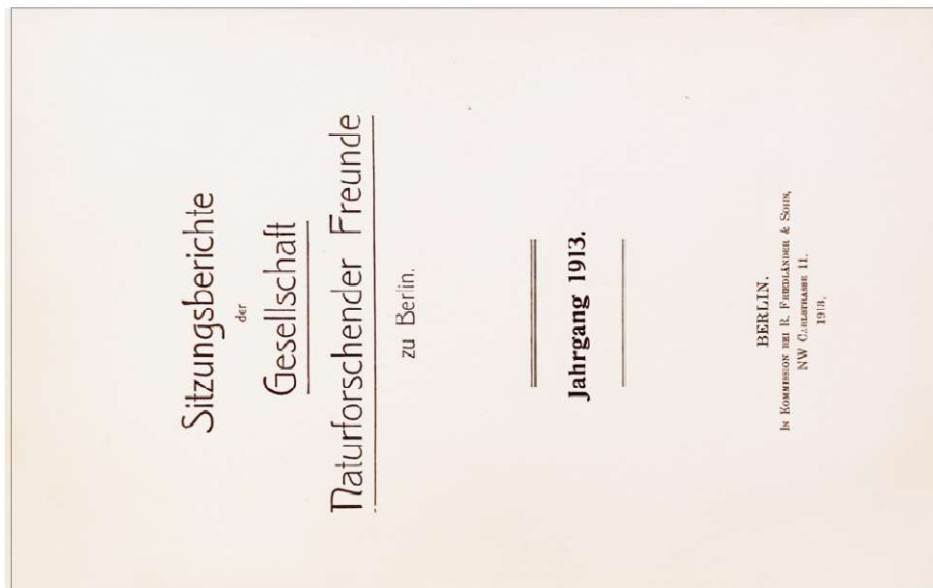 Sitzungsberichte
der
Gesellschaft
Naturforschender Freunde
zu Berlin.
Jahrgang 1913.
BERLIN.
In Kommission bei R. Friedländer & Sohn,
NW Carlstrasse 11.
1913.